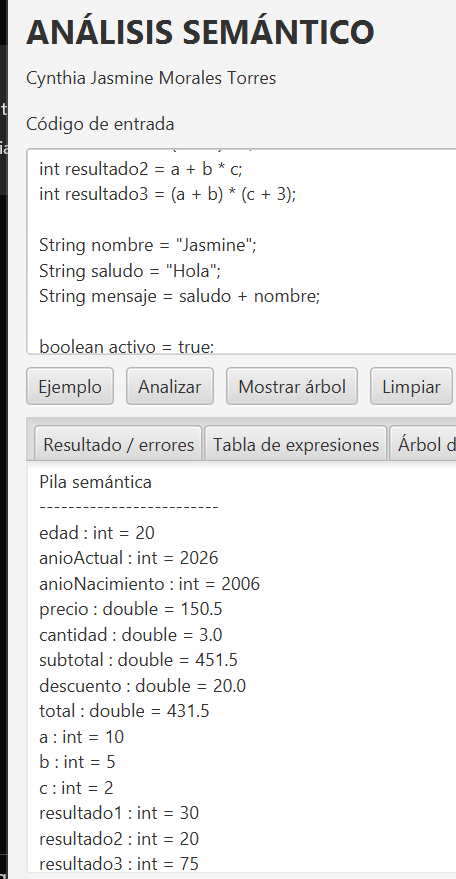 ANÁLISIS SEMÁNTICO
Cynthia Jasmine Morales Torres
Código de entrada
int resultado2 = a + b * c;
int resultado3 = (a + b) * (c + 3);
String nombre = "Jasmine";
String saludo = "Hola";
String mensaje = saludo + nombre;
boolean activo = true;
Ejemplo Analizar Mostrar árbol Limpiar
Resultado / errores Tabla de expresiones Árbol d
Pila semántica
-------------------------
edad : int = 20
anioActual : int = 2026
anioNacimiento : int = 2006
precio : double = 150.5
cantidad : double = 3.0
subtotal : double = 451.5
descuento : double = 20.0
total : double = 431.5
a : int = 10
b : int = 5
c : int = 2
resultado1 : int = 30
resultado2 : int = 20
resultado3 : int = 75